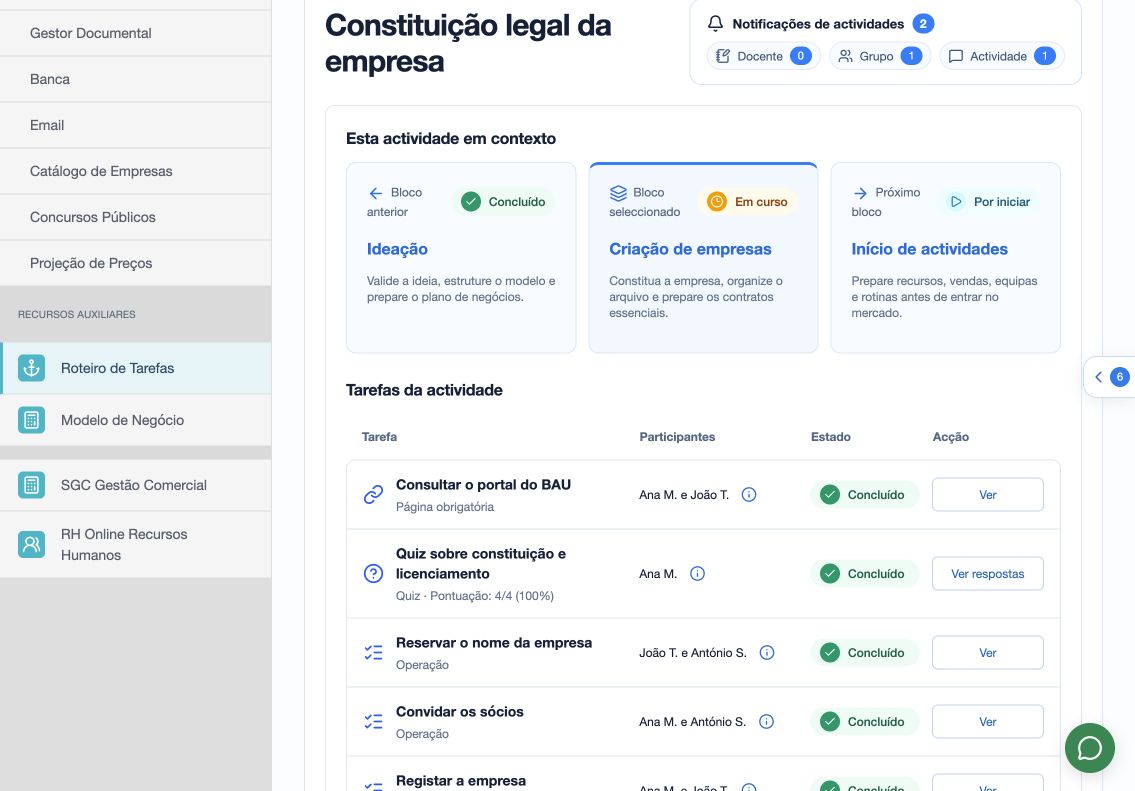 Gestor Documental
Banca
Email
Catálogo de Empresas
Concursos Públicos
Projeção de Preços
RECURSOS AUXILIARES
Roteiro de Tarefas
Modelo de Negócio
SGC Gestão Comercial
RH Online Recursos
Humanos
Constituição legal da
empresa
Notificações de actividades 2
Docente 0 Grupo 1 Actividade 1
Esta actividade em contexto
Bloco
anterior
Concluído
Ideação
Valide a ideia, estruture o modelo e
prepare o plano de negócios.
Bloco
seleccionado
Em curso
Criação de empresas
Constitua a empresa, organize o
arquivo e prepare os contratos
essenciais.
Próximo
bloco
Por iniciar
Início de actividades
Prepare recursos, vendas, equipas
e rotinas antes de entrar no
mercado.
6
Tarefas da actividade
Tarefa Participantes Estado Acção
Consultar o portal do BAU
Página obrigatória
Ana M. e João T. Concluído Ver
Quiz sobre constituição e
licenciamento
Quiz · Pontuação: 4/4 (100%)
Ana M. Concluído Ver respostas
Reservar o nome da empresa
Operação
João T. e António S. Concluído Ver
Convidar os sócios
Operação
Ana M. e António S. Concluído Ver
Registar a empresa
Ana M. e João T. Concluído Ver